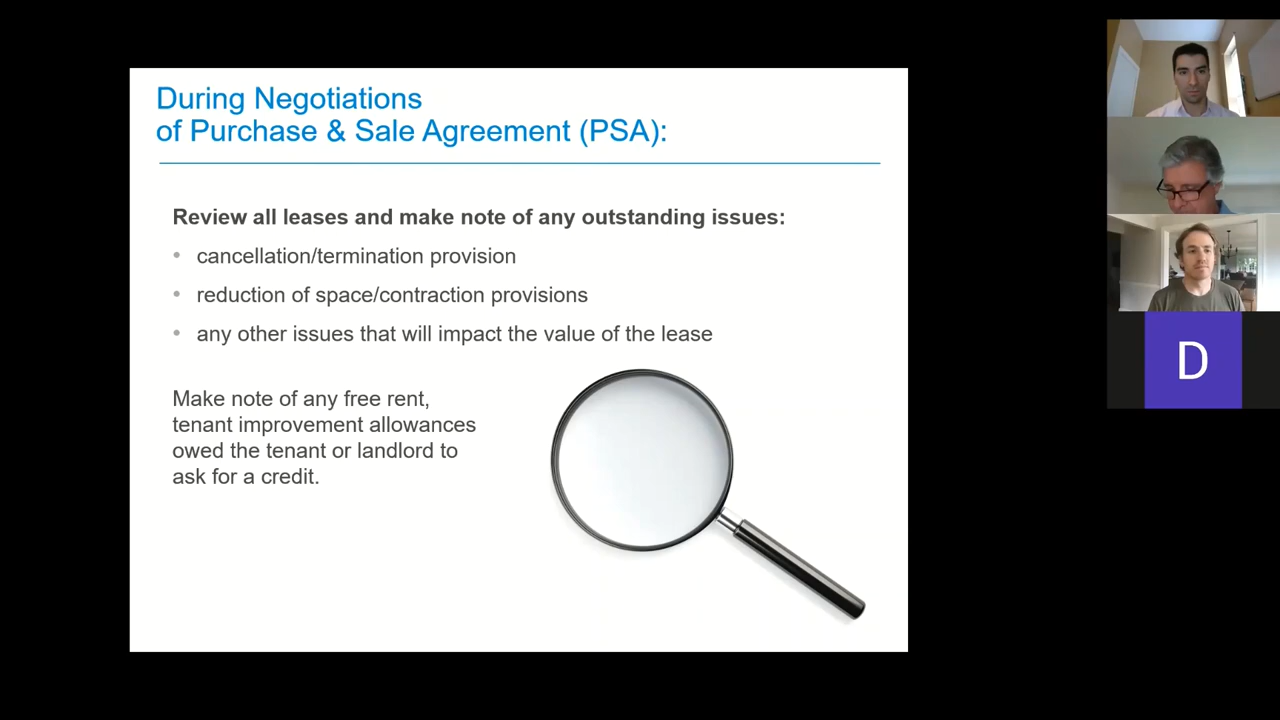 During Negotiations
of Purchase & Sale Agreement (PSA):
Review all leases and make note of any outstanding issues:
• cancellation/termination provision
• reduction of space/contraction provisions
• any other issues that will impact the value of the lease
Make note of any free rent,
tenant improvement allowances
owed the tenant or landlord to
ask for a credit.
D